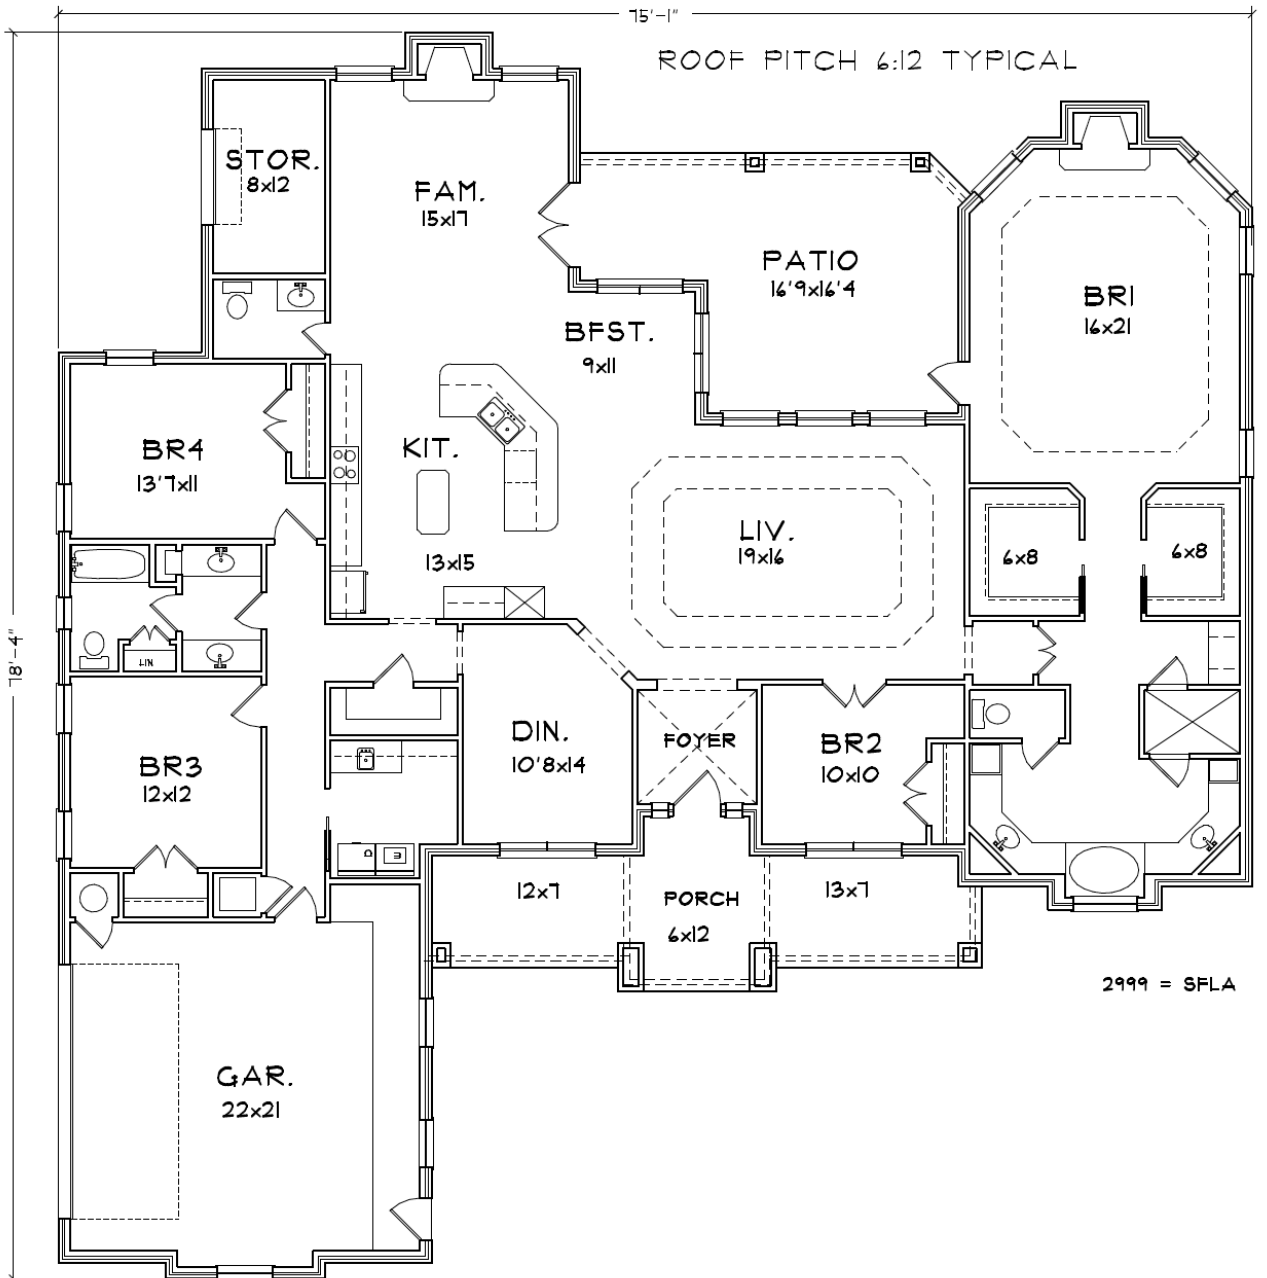 75'-1"
ROOF PITCH 6:12 TYPICAL
STOR.
8x12
FAM.
15x17
PATIO
16'9x16'4
BR1
16x21
BFST.
9x11
BR4
13'7x11
KIT.
13x15
LIV.
19x16
6x8
6x8
78'-4"
LIN
BR3
12x12
DIN.
10'8x14
FOYER
BR2
10x10
D
W
12x7
PORCH
6x12
13x7
2999 = SFLA
GAR.
22x21